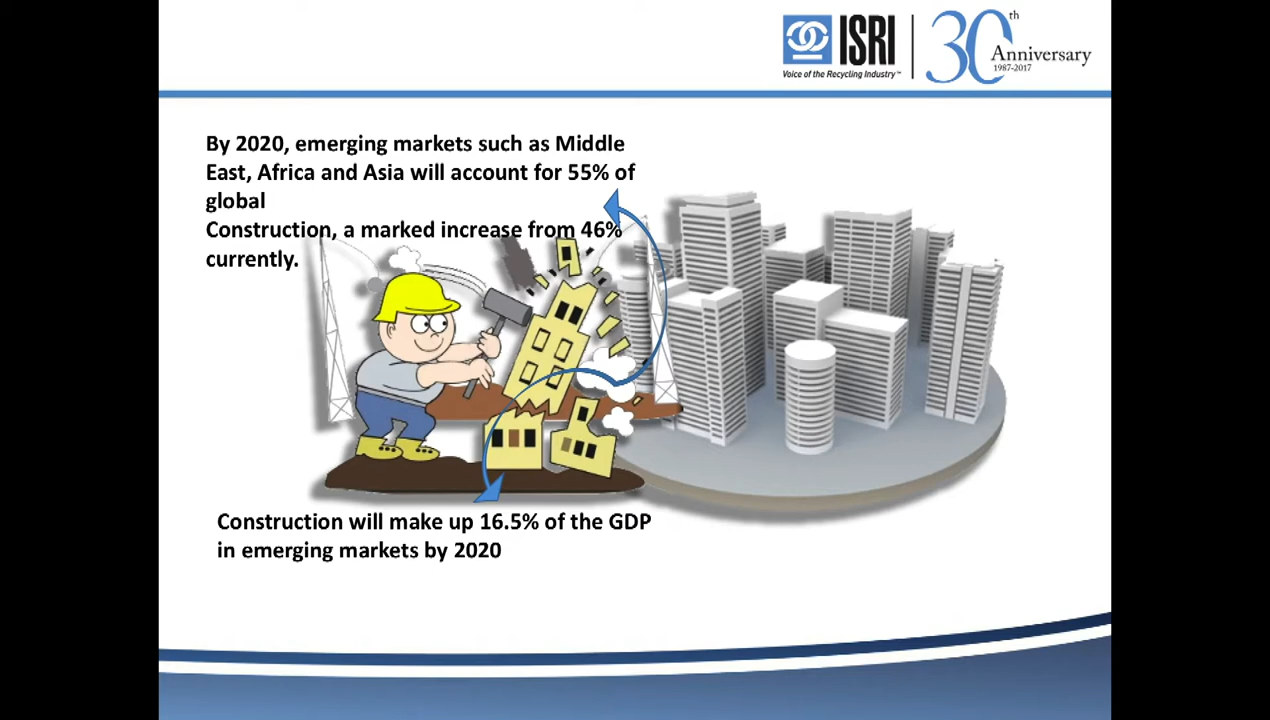 ISRI
Voice of the Recycling Industry™
30th
Anniversary
1987-2017
By 2020, emerging markets such as Middle
East, Africa and Asia will account for 55% of
global
Construction, a marked increase from 46%
currently.
Construction will make up 16.5% of the GDP
in emerging markets by 2020